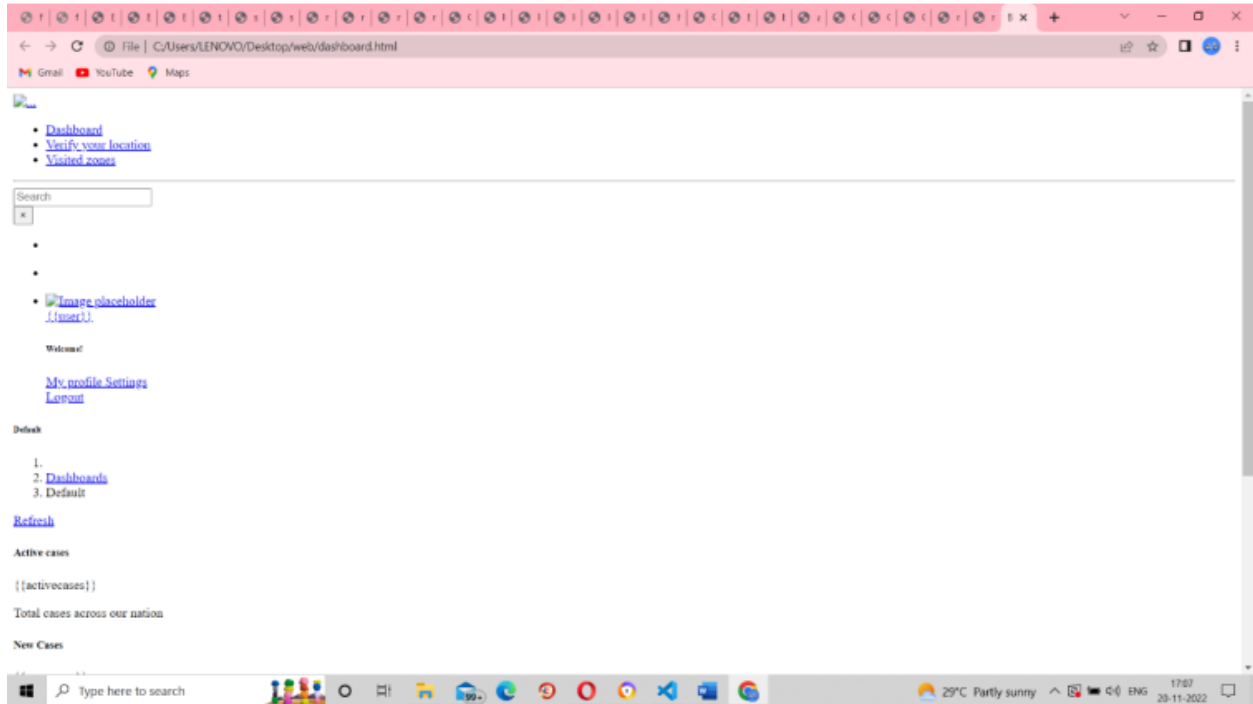 File | C:/Users/LENOVO/Desktop/web/dashboard.html
Gmail YouTube Maps
...
Dashboard
Verify your location
Visited zones
Search
×
Image placeholder
{{user}}
Welcome!
My profile Settings
Logout
Default
1.
2. Dashboards
3. Default
Refresh
Active cases
{{activecases}}
Total cases across our nation
New Cases
Type here to search 99+ 29°C Partly sunny ENG 17:07
20-11-2022